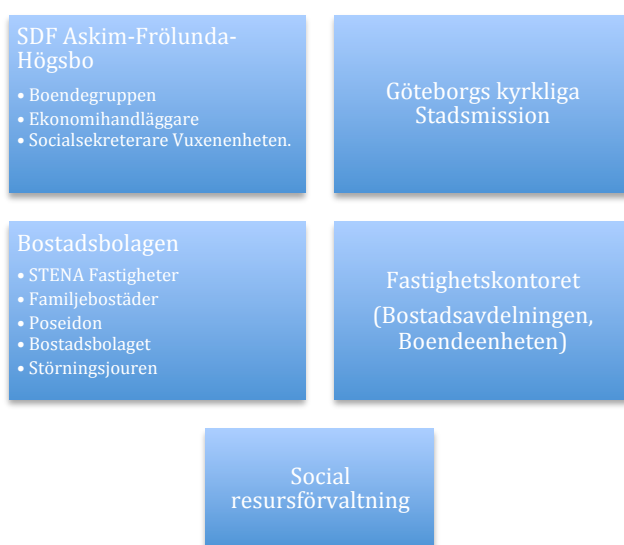 SDF Askim-Frölunda-
Högsbo
• Boendegruppen
• Ekonomihandläggare
• Socialsekreterare Vuxenenheten.
Göteborgs kyrkliga
Stadsmission
Bostadsbolagen
• STENA Fastigheter
• Familjebostäder
• Poseidon
• Bostadsbolaget
• Störningsjouren
Fastighetskontoret
(Bostadsavdelningen,
Boendeenheten)
Social
resursförvaltning